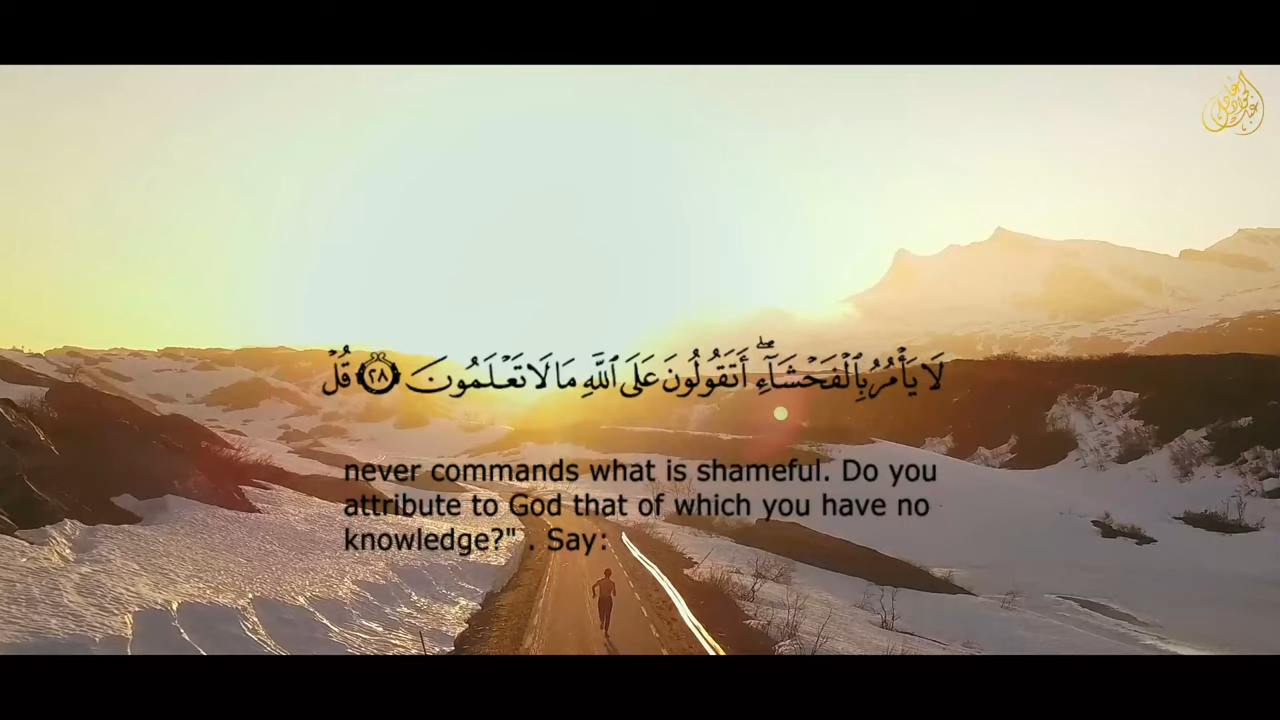 لَا يَأْمُرُ بِٱلْفَحْشَآءِ ۖ أَتَقُولُونَ عَلَى ٱللَّهِ مَا لَا تَعْلَمُونَ ٢٨ قُلْ
never commands what is shameful. Do you
attribute to God that of which you have no
knowledge?" . Say: